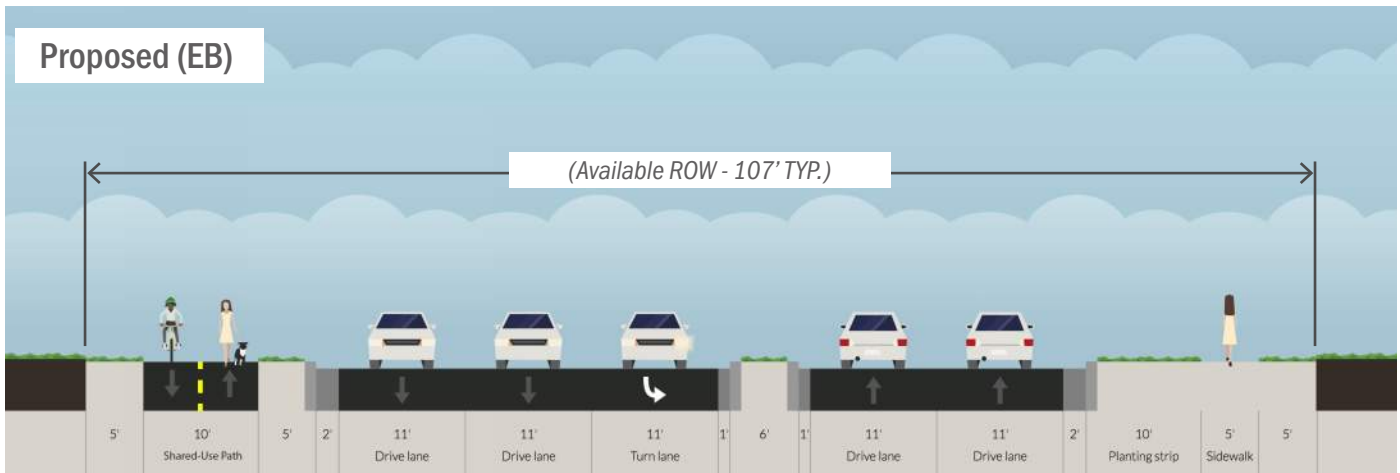 Proposed (EB)
(Available ROW - 107' TYP.)
5' 10' 5' 2' 11' 11' 11' 1' 6' 1' 11' 11' 2' 10' 5' 5'
Shared-Use Path Drive lane Drive lane Turn lane Drive lane Drive lane Planting strip Sidewalk